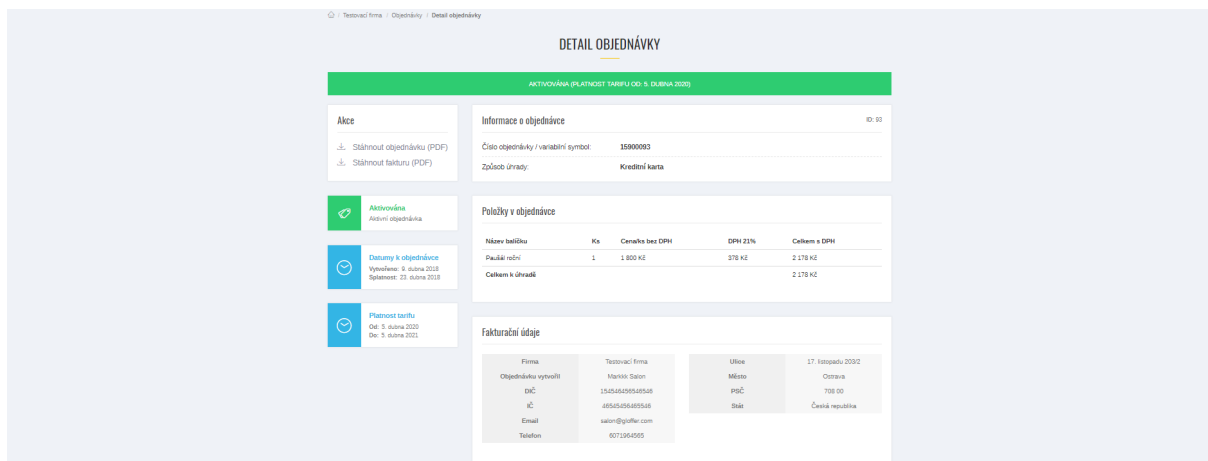 / Testovací firma / Objednávky / Detail objednávky
DETAIL OBJEDNÁVKY
AKTIVOVÁNA (PLATNOST TARIFU OD: 5. DUBNA 2020)
Akce
Stáhnout objednávku (PDF)
Stáhnout fakturu (PDF)
Aktivována
Aktivní objednávka
Datumy k objednávce
Vytvořeno: 9. dubna 2018
Splatnost: 23. dubna 2018
Platnost tarifu
Od: 5. dubna 2020
Do: 5. dubna 2021
Informace o objednávce ID: 93
Číslo objednávky / variabilní symbol: 15900093
Způsob úhrady: Kreditní karta
Položky v objednávce
Název balíčku Ks Cena/ks bez DPH DPH 21% Celkem s DPH
Paušál roční 1 1 800 Kč 378 Kč 2 178 Kč
Celkem k úhradě 2 178 Kč
Fakturační údaje
Firma Testovací firma
Objednávku vytvořil Markkk Salon
DIČ 154546456546546
IČ 46545456465546
Email salon@gloffer.com
Telefon 6071964565
Ulice 17. listopadu 203/2
Město Ostrava
PSČ 708 00
Stát Česká republika